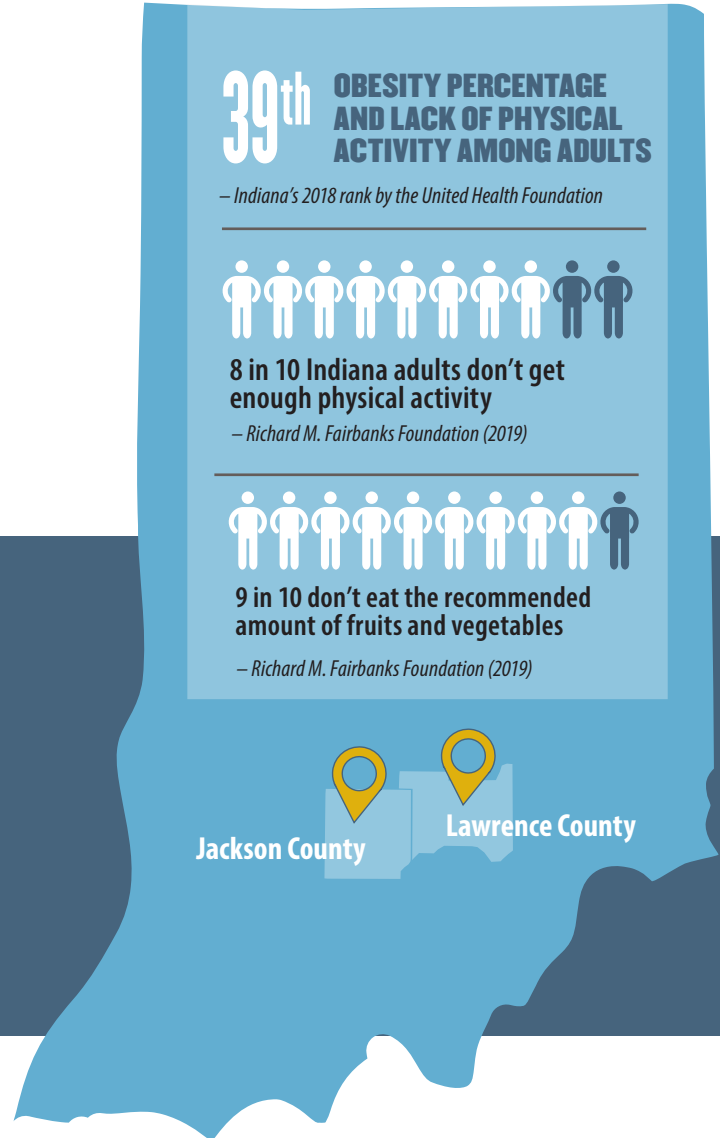 39th
OBESITY PERCENTAGE
AND LACK OF PHYSICAL
ACTIVITY AMONG ADULTS
– Indiana’s 2018 rank by the United Health Foundation
8 in 10 Indiana adults don’t get
enough physical activity
– Richard M. Fairbanks Foundation (2019)
9 in 10 don’t eat the recommended
amount of fruits and vegetables
– Richard M. Fairbanks Foundation (2019)
Lawrence County
Jackson County